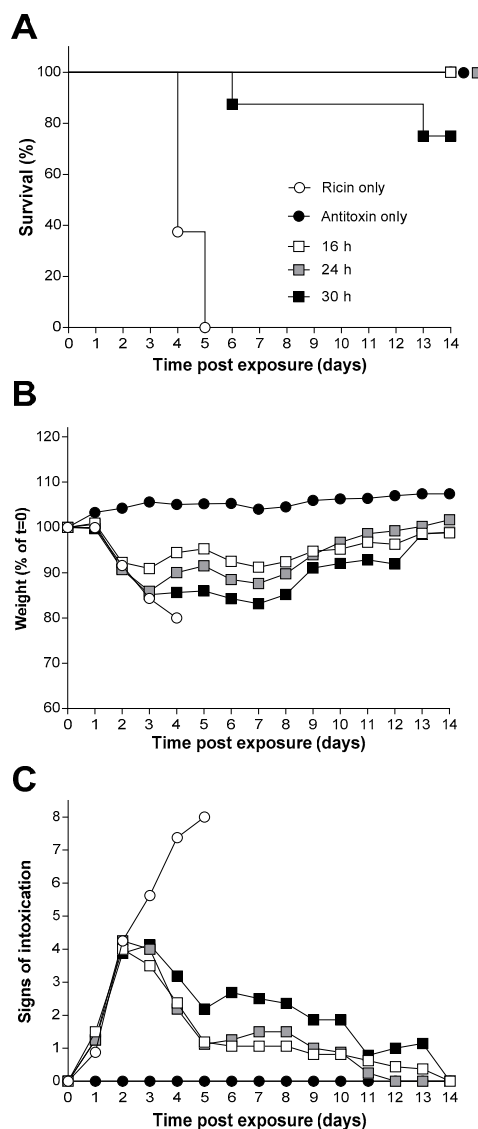 A
Survival (%)
100
80
60
40
20
0
Ricin only
Antitoxin only
16 h
24 h
30 h
0 1 2 3 4 5 6 7 8 9 10 11 12 13 14
Time post exposure (days)
B
Weight (% of t=0)
120
110
100
90
80
70
60
0 1 2 3 4 5 6 7 8 9 10 11 12 13 14
Time post exposure (days)
C
Signs of intoxication
8
7
6
5
4
3
2
1
0
0 1 2 3 4 5 6 7 8 9 10 11 12 13 14
Time post exposure (days)